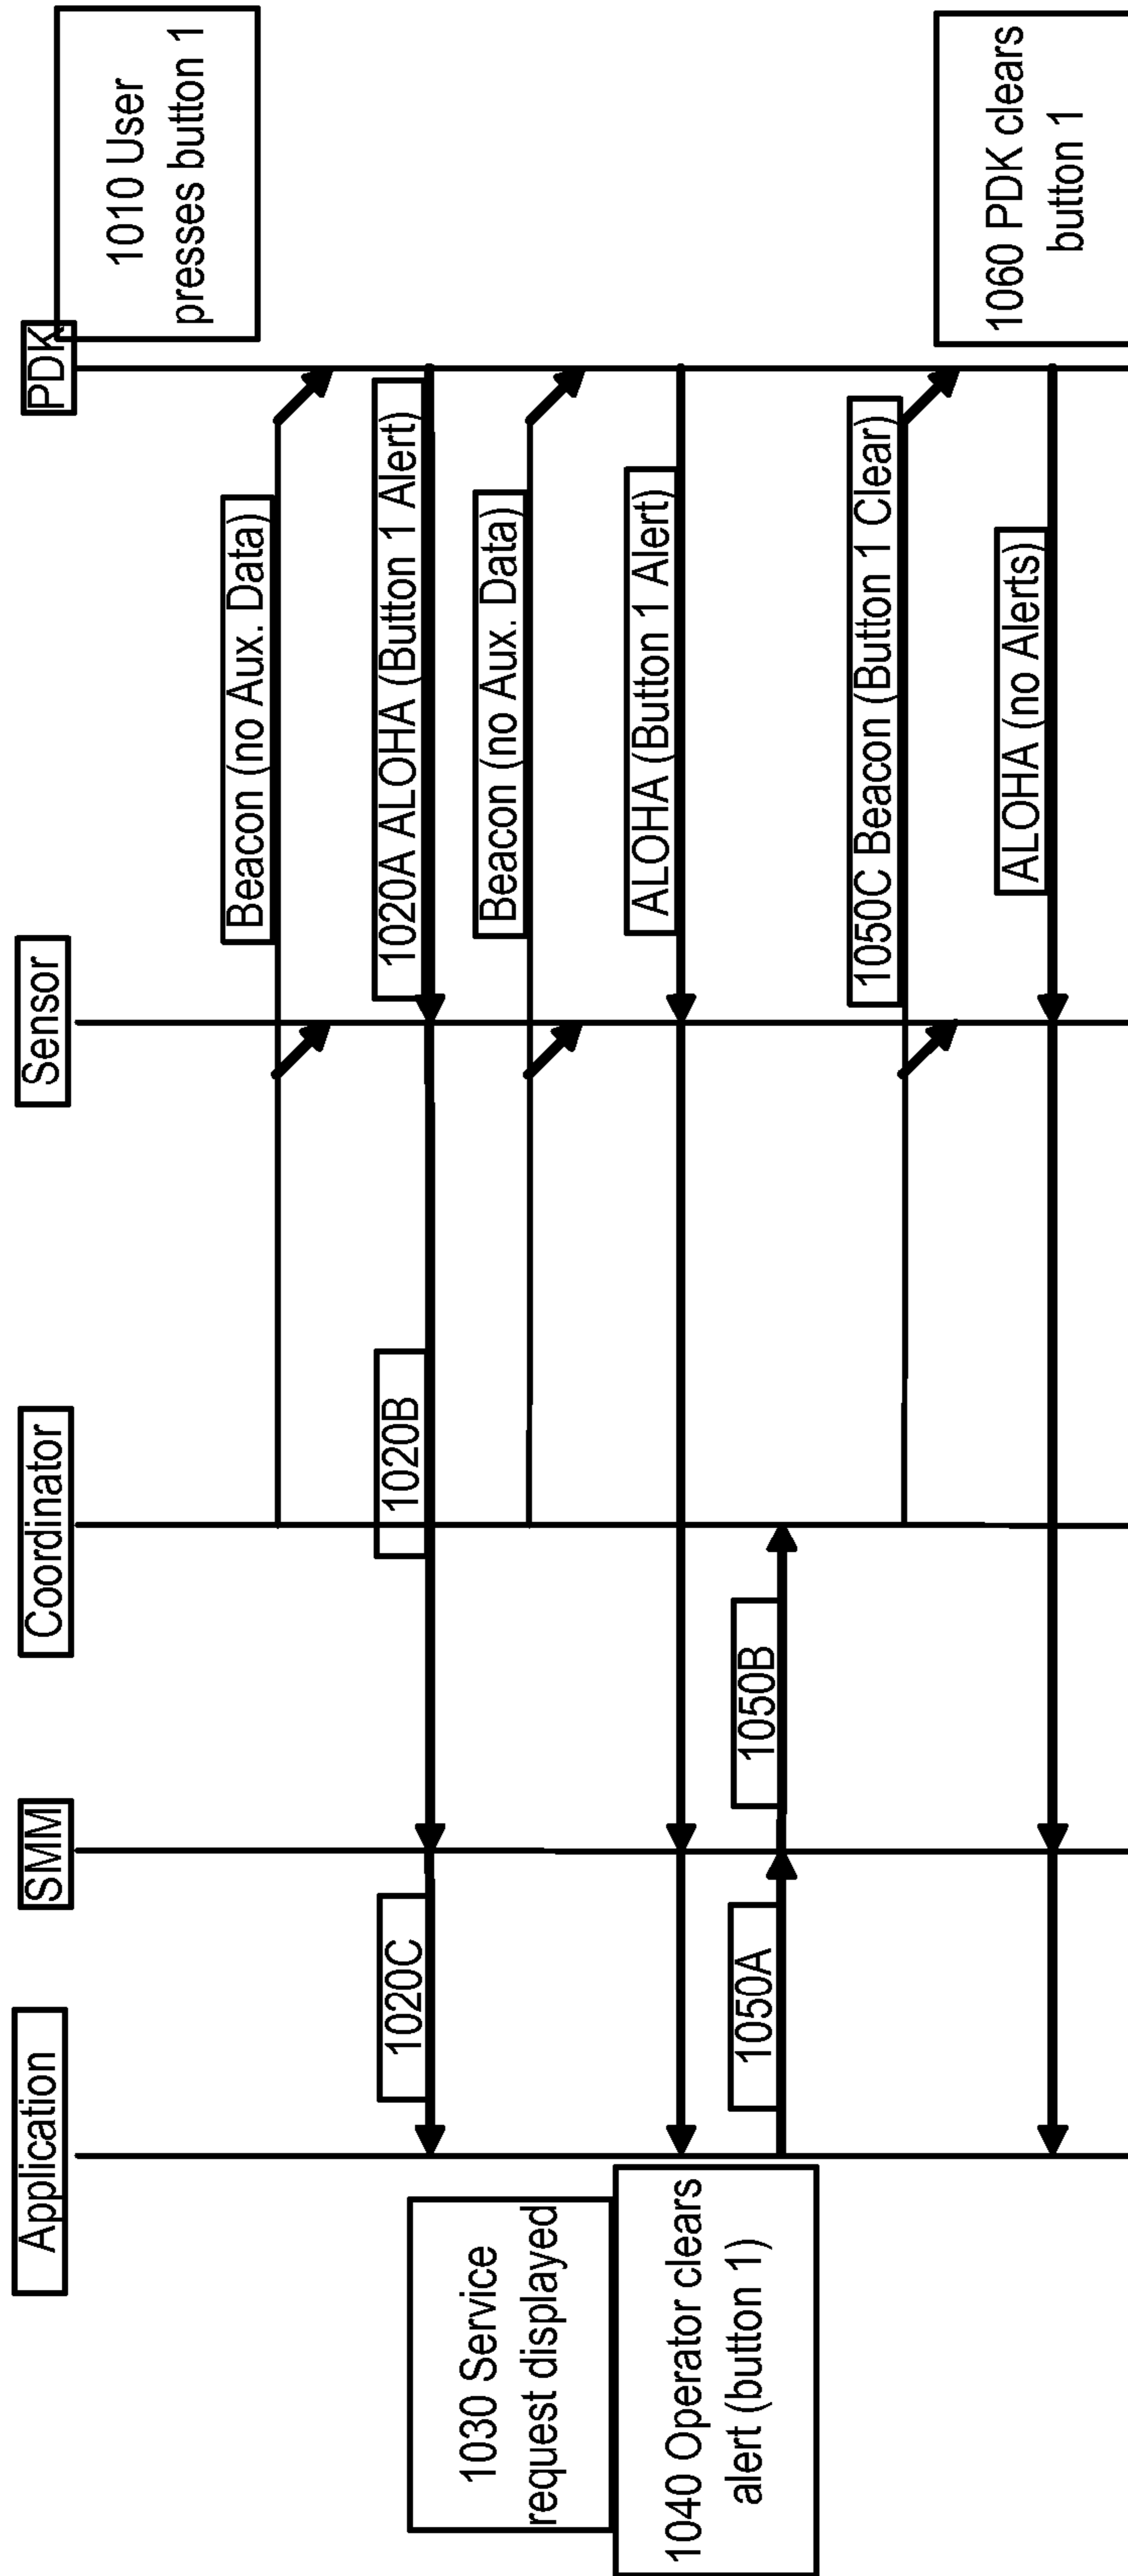 Application
SMM
Coordinator
Sensor
PDK
1010 User
presses button 1
Beacon (no Aux. Data)
1020A ALOHA (Button 1 Alert)
1020B
1020C
1030 Service
request displayed
Beacon (no Aux. Data)
ALOHA (Button 1 Alert)
1040 Operator clears
alert (button 1)
1050A
1050B
1050C Beacon (Button 1 Clear)
1060 PDK clears
button 1
ALOHA (no Alerts)